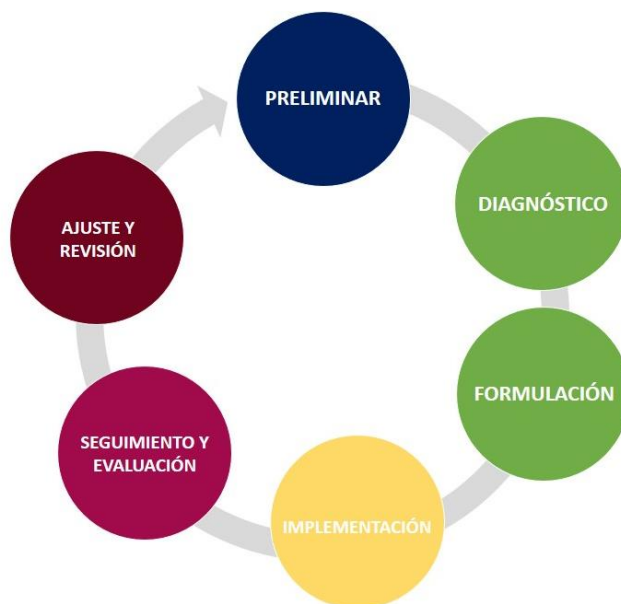 PRELIMINAR
DIAGNÓSTICO
FORMULACIÓN
IMPLEMENTACIÓN
SEGUIMIENTO Y
EVALUACIÓN
AJUSTE Y
REVISIÓN